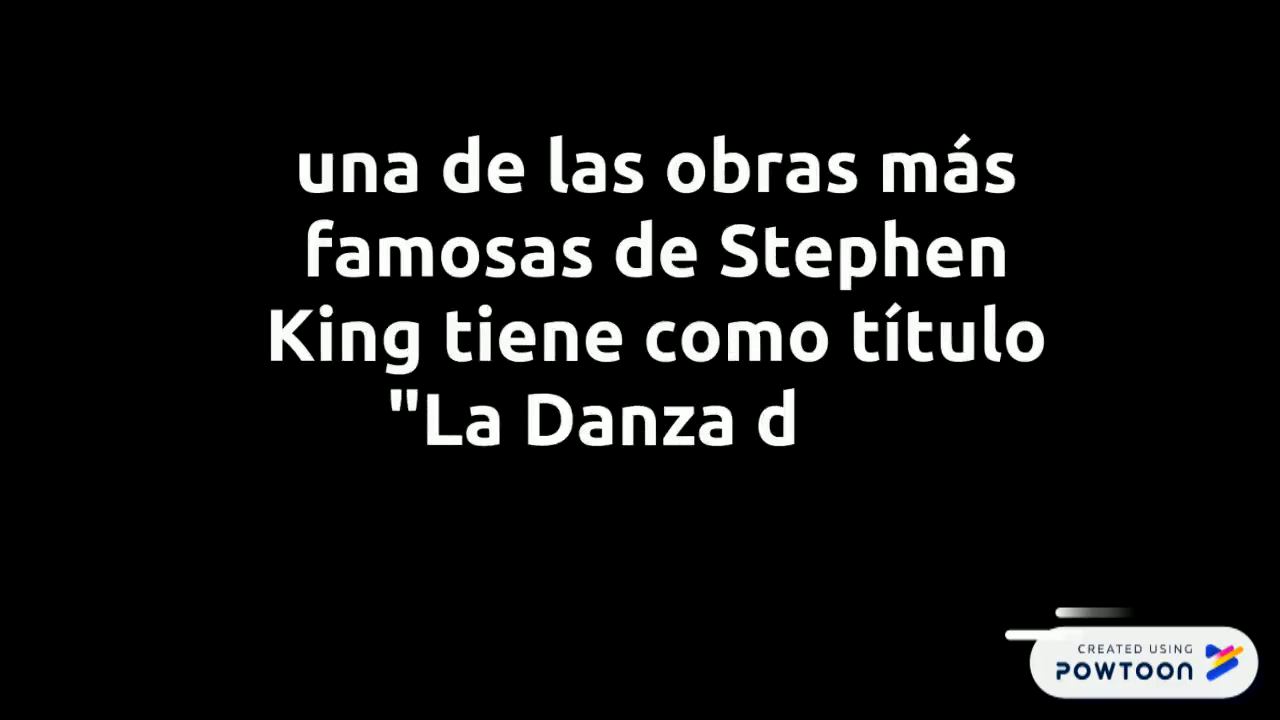 una de las obras más
famosas de Stephen
King tiene como título
"La Danza d
CREATED USING
POWTOON